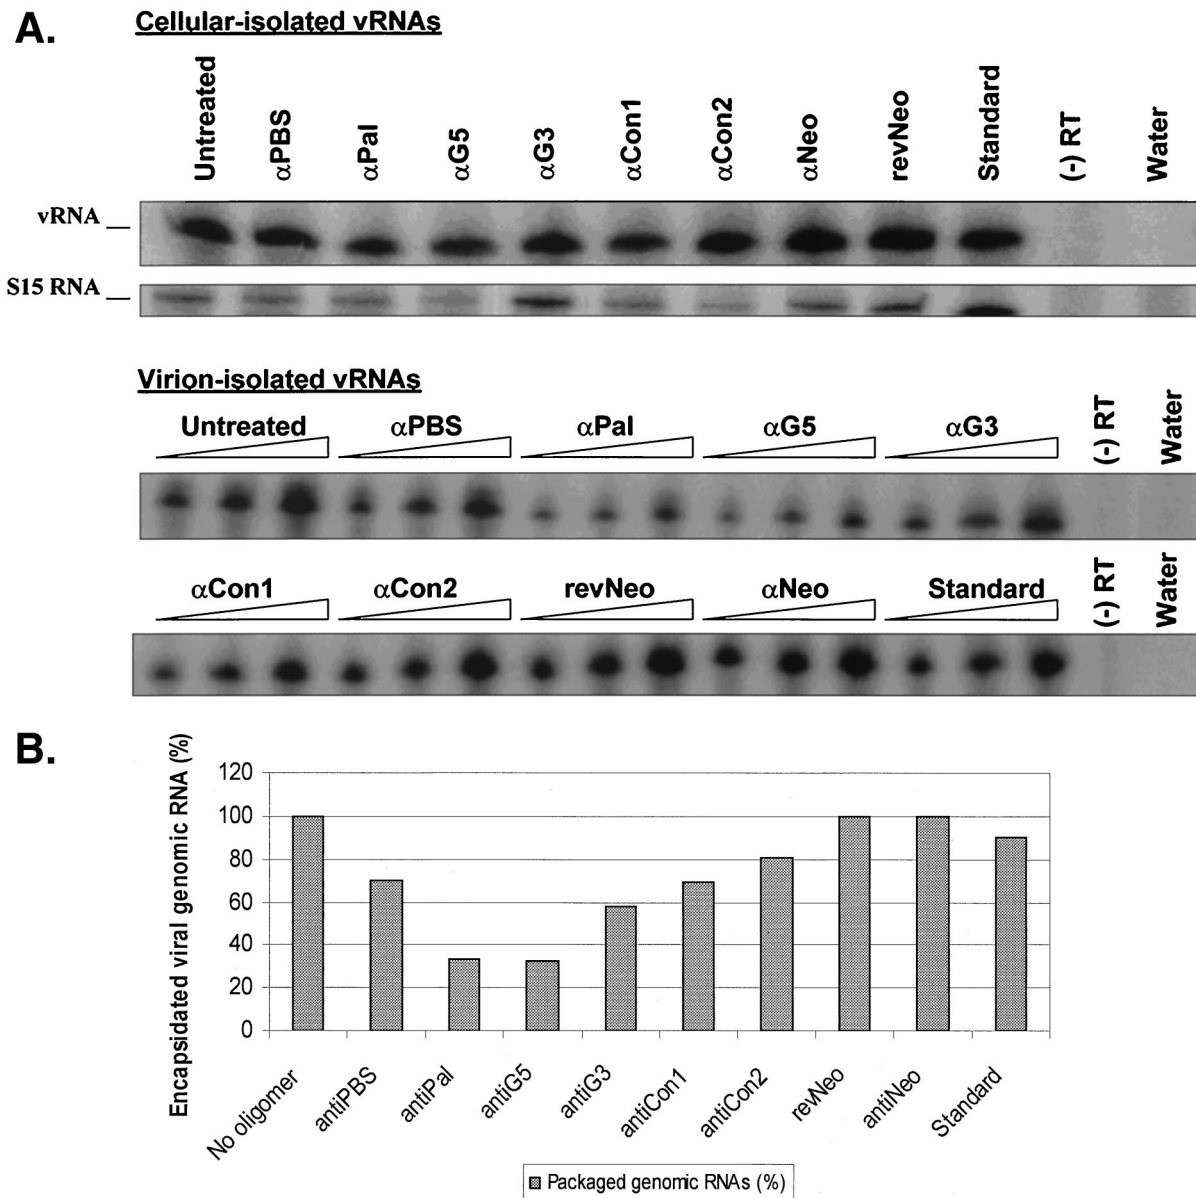 A.
Cellular-isolated vRNAs
Untreated αPBS αPal αG5 αG3 αCon1 αCon2 αNeo revNeo Standard (-) RT Water
vRNA
S15 RNA
Virion-isolated vRNAs
Untreated αPBS αPal αG5 αG3 (-) RT Water
αCon1 αCon2 revNeo αNeo Standard (-) RT Water
B.
Encapsidated viral genomic RNA (%)
120
100
80
60
40
20
0
No oligomer antiPBS antiPal antiG5 antiG3 antiCon1 antiCon2 revNeo antiNeo Standard
Packaged genomic RNAs (%)